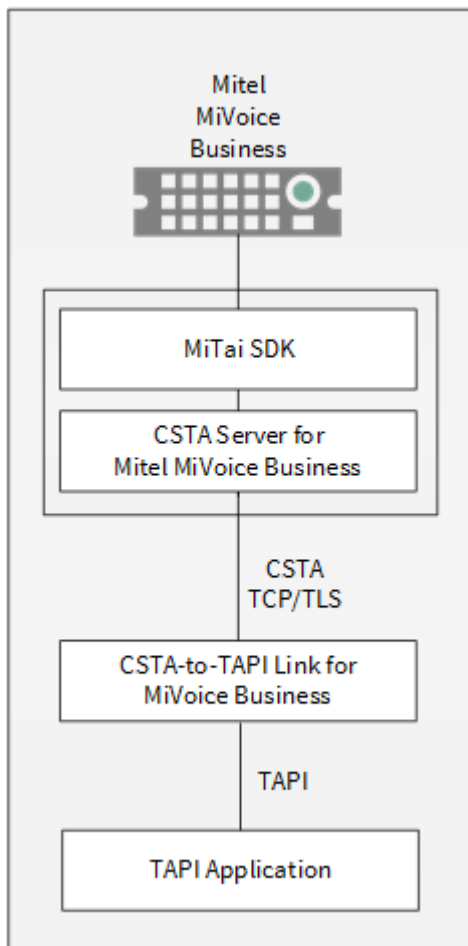 Mitel
MiVoice
Business
MiTai SDK
CSTA Server for
Mitel MiVoice Business
CSTA
TCP/TLS
CSTA-to-TAPI Link for
MiVoice Business
TAPI
TAPI Application